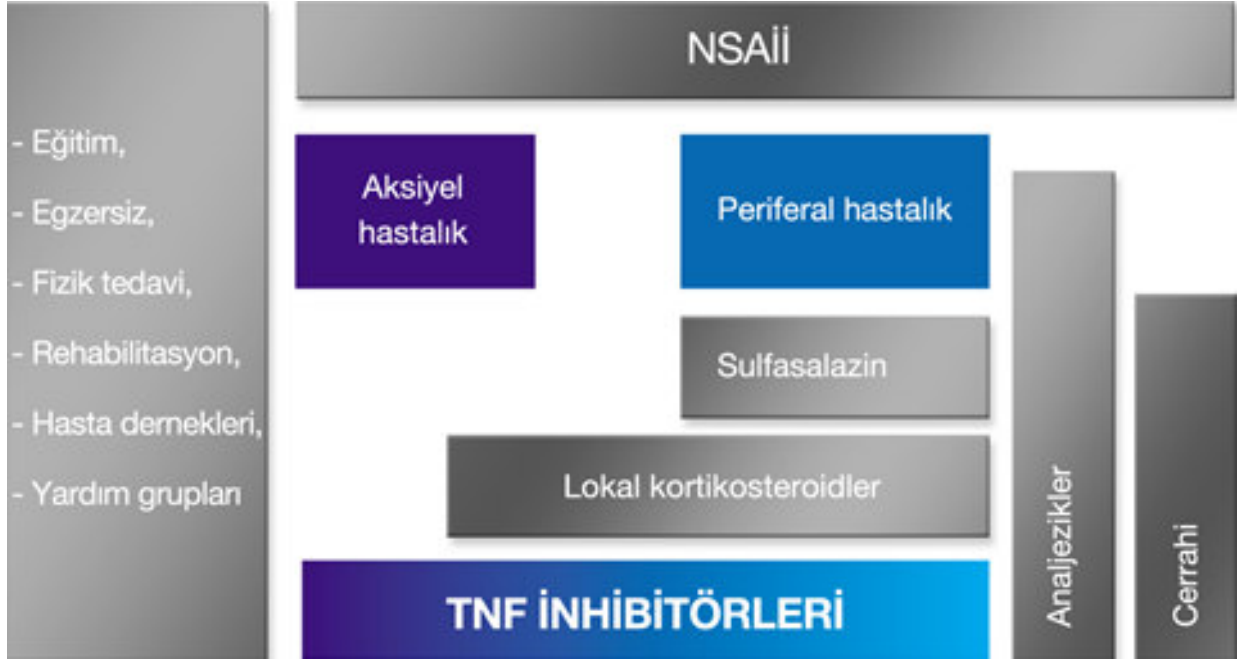 NSAİİ
- Eğitim,
- Egzersiz,
- Fizik tedavi,
- Rehabilitasyon,
- Hasta dernekleri,
- Yardım grupları
Aksiyel
hastalık
Periferal hastalık
Sulfasalazin
Lokal kortikosteroidler
TNF İNHİBİTÖRLERİ
Analjezikler
Cerrahi